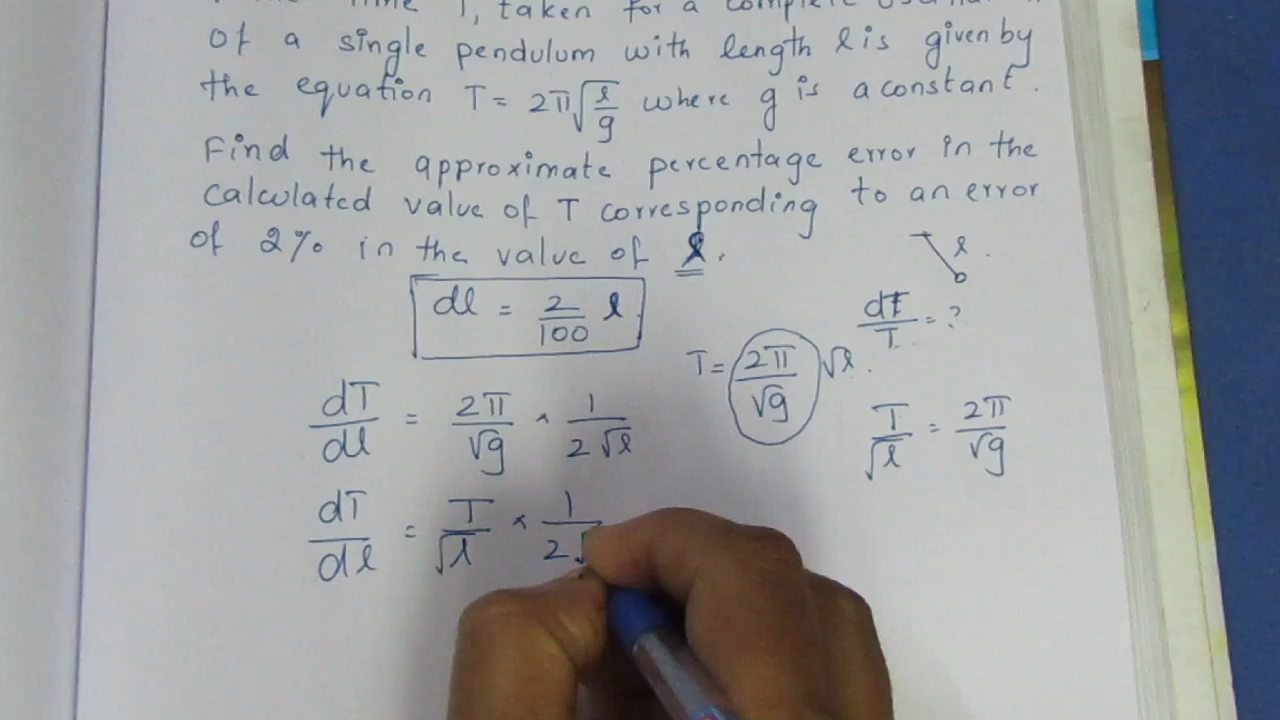 T, taken for a
of a single pendulum with length l is given by
the equation T = 2π√(l/g) where g is a constant.
Find the approximate percentage error in the
calculated value of T corresponding to an error
of 2% in the value of l.
l
dl = 2/100 l
dT/T = ?
T = 2π/√g √l.
dT/dl = 2π/√g × 1/2√l
T/√l = 2π/√g
dT/dl = T/√l × 1/2√